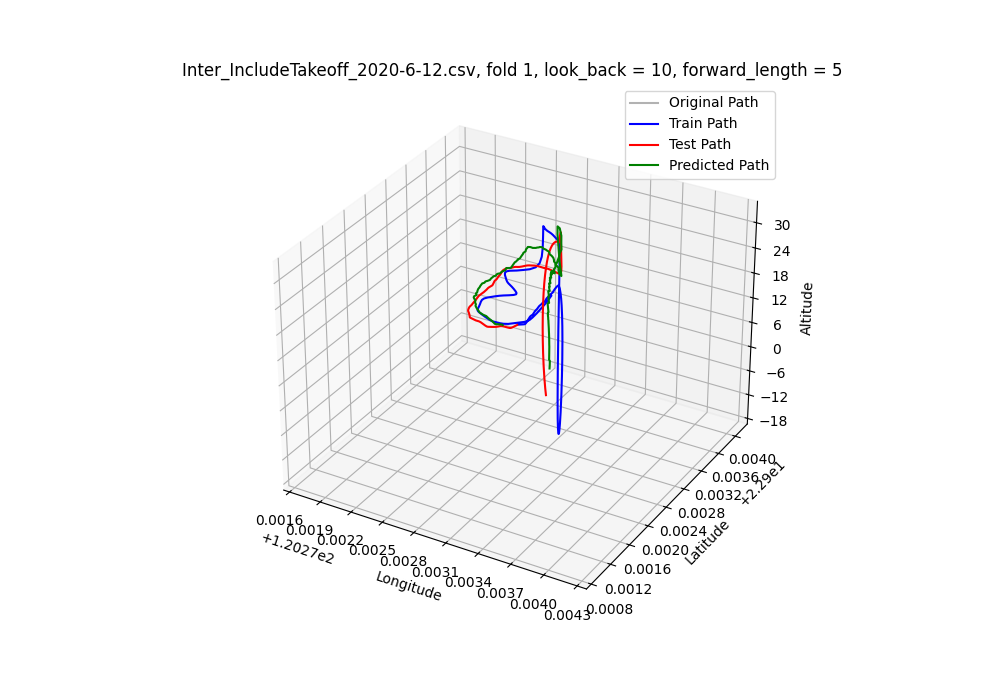 Inter_IncludeTakeoff_2020-6-12.csv, fold 1, look_back = 10, forward_length = 5
Original Path
Train Path
Test Path
Predicted Path
30
24
18
12
6
0
−6
−12
−18
Altitude
0.0040
0.0036
0.0032
0.0028
0.0024
0.0020
0.0016
0.0012
0.0008
+2.29e1
Latitude
0.0016
0.0019
0.0022
0.0025
0.0028
0.0031
0.0034
0.0037
0.0040
0.0043
+1.2027e2
Longitude